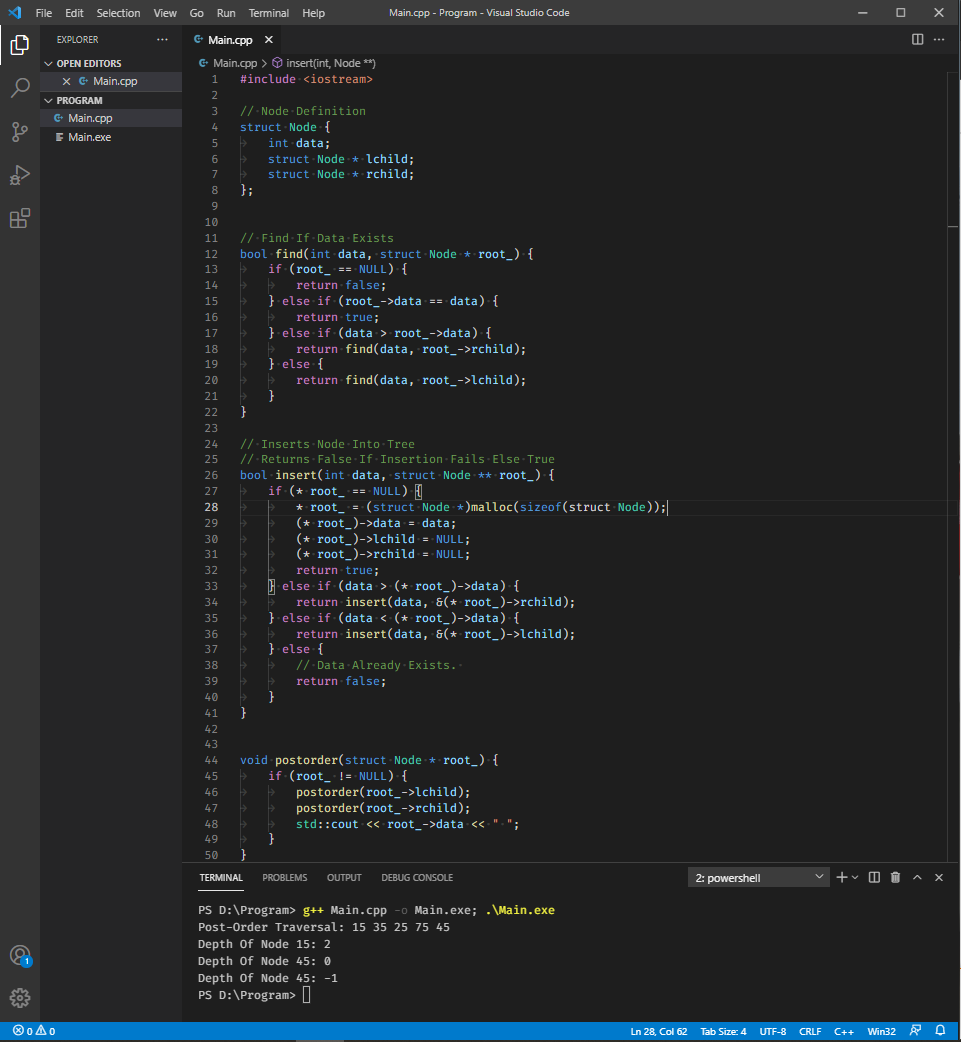 File Edit Selection View Go Run Terminal Help Main.cpp - Program - Visual Studio Code
EXPLORER
OPEN EDITORS
Main.cpp
PROGRAM
Main.cpp
Main.exe
Main.cpp
Main.cpp > insert(int, Node **)
1 #include <iostream>
2
3 // Node Definition
4 struct Node {
5 int data;
6 struct Node * lchild;
7 struct Node * rchild;
8 };
9
10
11 // Find If Data Exists
12 bool find(int data, struct Node * root_) {
13 if (root_ == NULL) {
14 return false;
15 } else if (root_->data == data) {
16 return true;
17 } else if (data > root_->data) {
18 return find(data, root_->rchild);
19 } else {
20 return find(data, root_->lchild);
21 }
22 }
23
24 // Inserts Node Into Tree
25 // Returns False If Insertion Fails Else True
26 bool insert(int data, struct Node ** root_) {
27 if (* root_ == NULL) {
28 * root_ = (struct Node *)malloc(sizeof(struct Node));
29 (* root_)->data = data;
30 (* root_)->lchild = NULL;
31 (* root_)->rchild = NULL;
32 return true;
33 } else if (data > (* root_)->data) {
34 return insert(data, &(* root_)->rchild);
35 } else if (data < (* root_)->data) {
36 return insert(data, &(* root_)->lchild);
37 } else {
38 // Data Already Exists.
39 return false;
40 }
41 }
42
43
44 void postorder(struct Node * root_) {
45 if (root_ != NULL) {
46 postorder(root_->lchild);
47 postorder(root_->rchild);
48 std::cout << root_->data << " ";
49 }
50 }
TERMINAL PROBLEMS OUTPUT DEBUG CONSOLE 2: powershell
PS D:\Program> g++ Main.cpp -o Main.exe; .\Main.exe
Post-Order Traversal: 15 35 25 75 45
Depth Of Node 15: 2
Depth Of Node 45: 0
Depth Of Node 45: -1
PS D:\Program>
1
0 0 Ln 28, Col 62 Tab Size: 4 UTF-8 CRLF C++ Win32